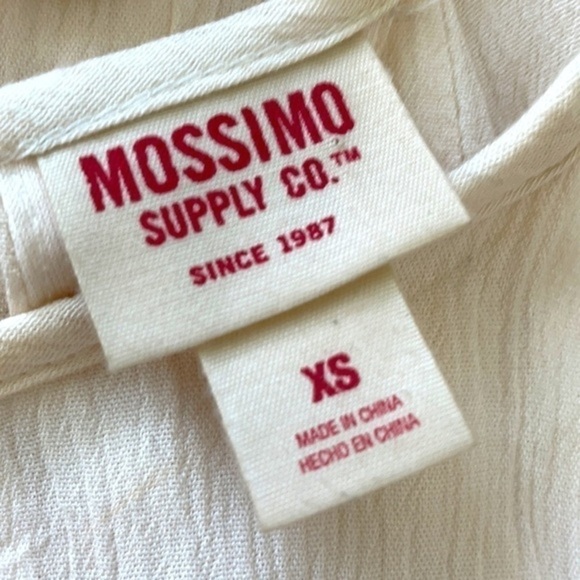 MOSSIMO
SUPPLY CO.™
SINCE 1987
XS
MADE IN CHINA
HECHO EN CHINA